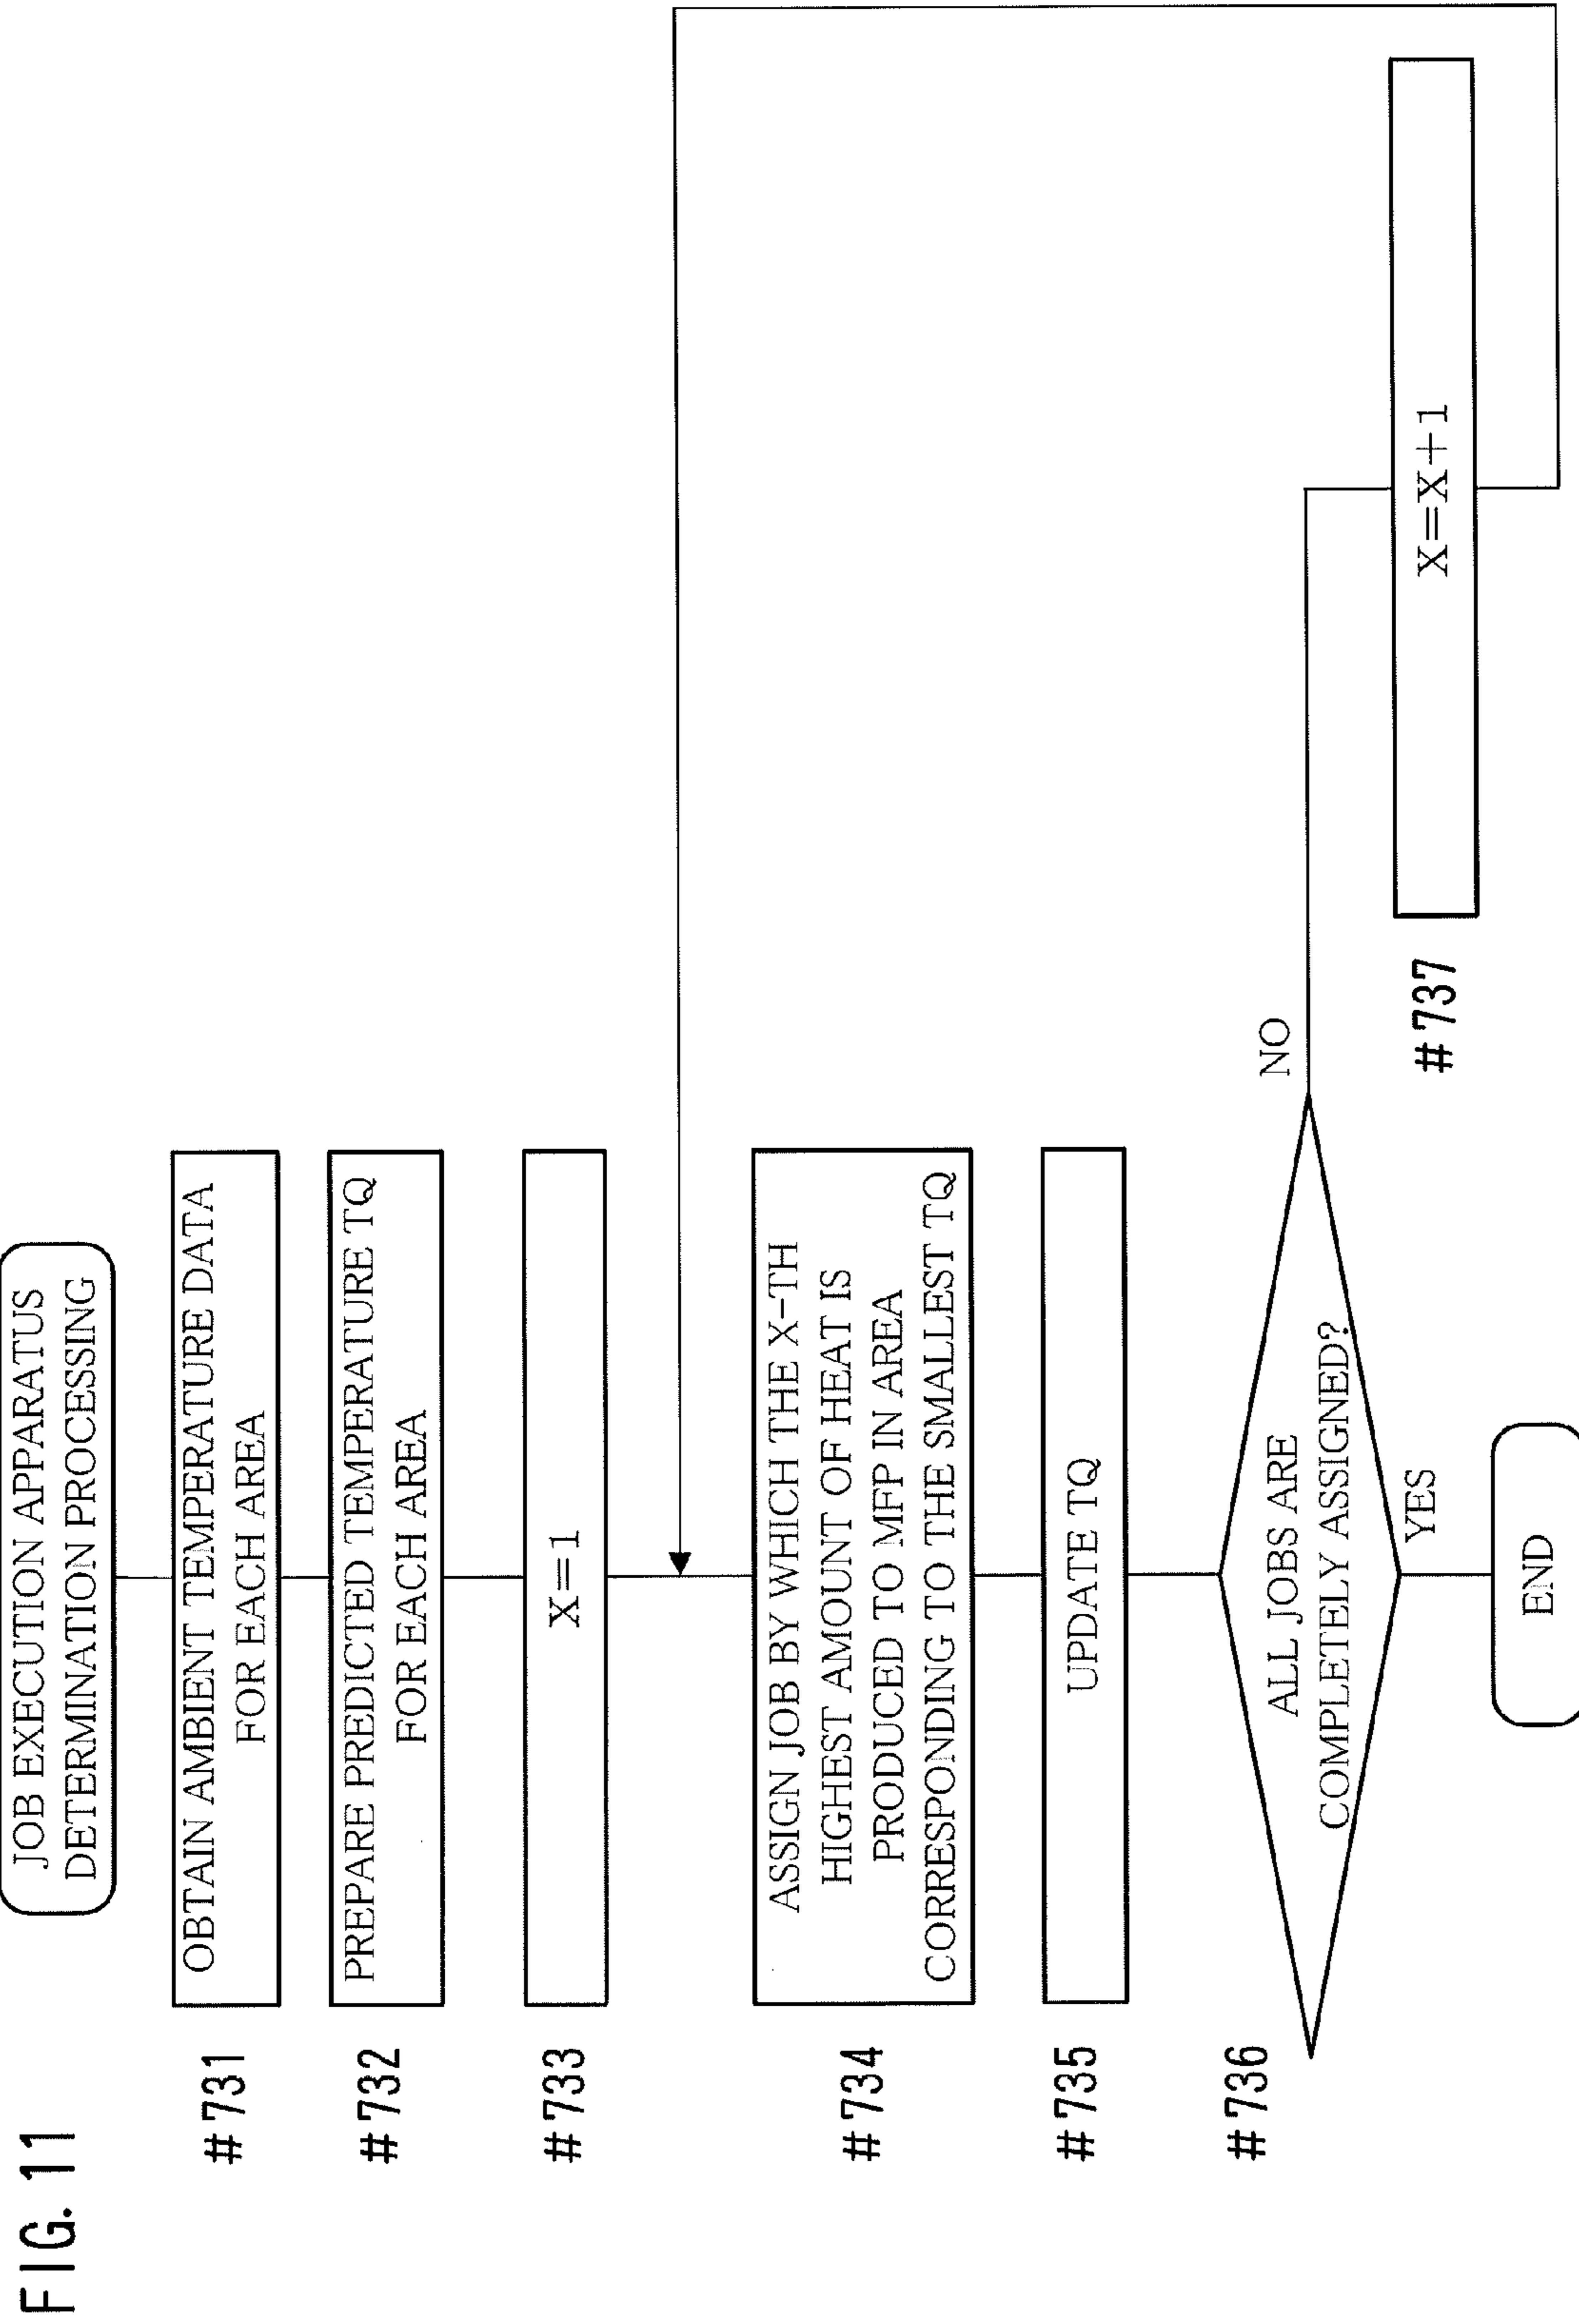 FIG. 11
JOB EXECUTION APPARATUS
DETERMINATION PROCESSING
#731
OBTAIN AMBIENT TEMPERATURE DATA
FOR EACH AREA
#732
PREPARE PREDICTED TEMPERATURE TQ
FOR EACH AREA
#733
X=1
#734
ASSIGN JOB BY WHICH THE X-TH
HIGHEST AMOUNT OF HEAT IS
PRODUCED TO MFP IN AREA
CORRESPONDING TO THE SMALLEST TQ
#735
UPDATE TQ
#736
ALL JOBS ARE
COMPLETELY ASSIGNED?
NO
YES
#737
X=X+1
END